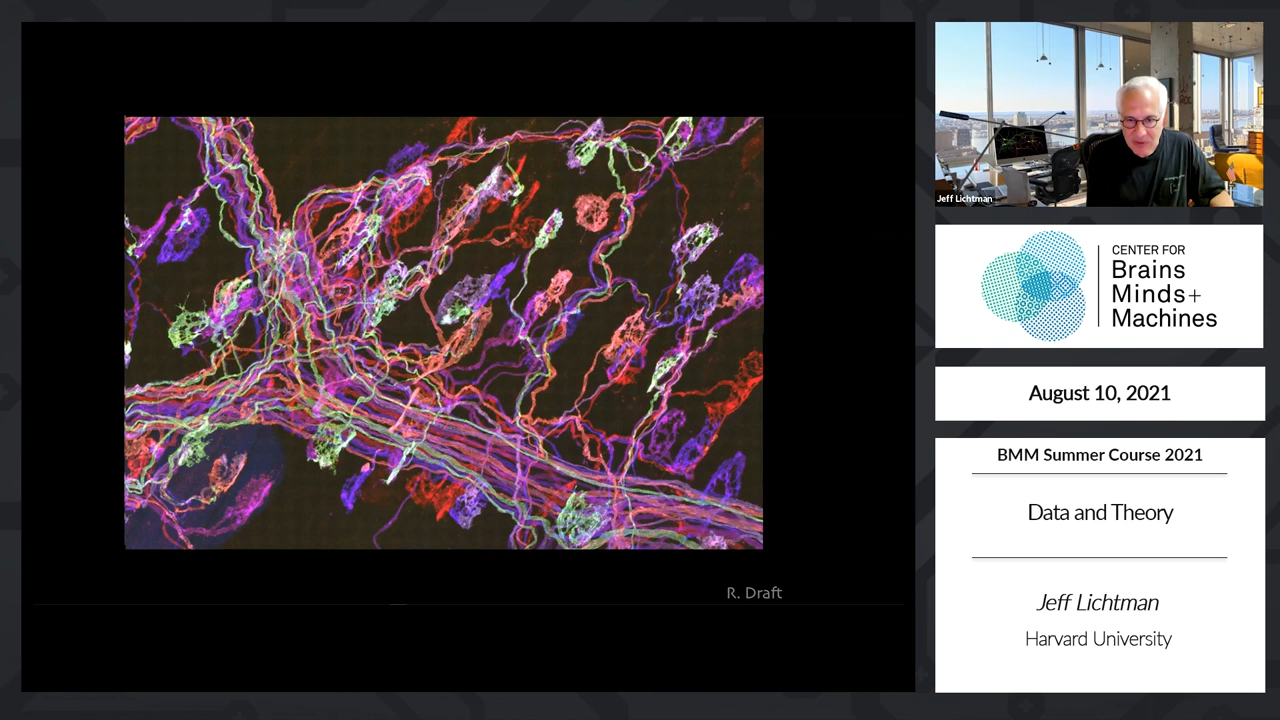 R. Draft
Jeff Lichtman
CENTER FOR
Brains
Minds+
Machines
August 10, 2021
BMM Summer Course 2021
Data and Theory
Jeff Lichtman
Harvard University